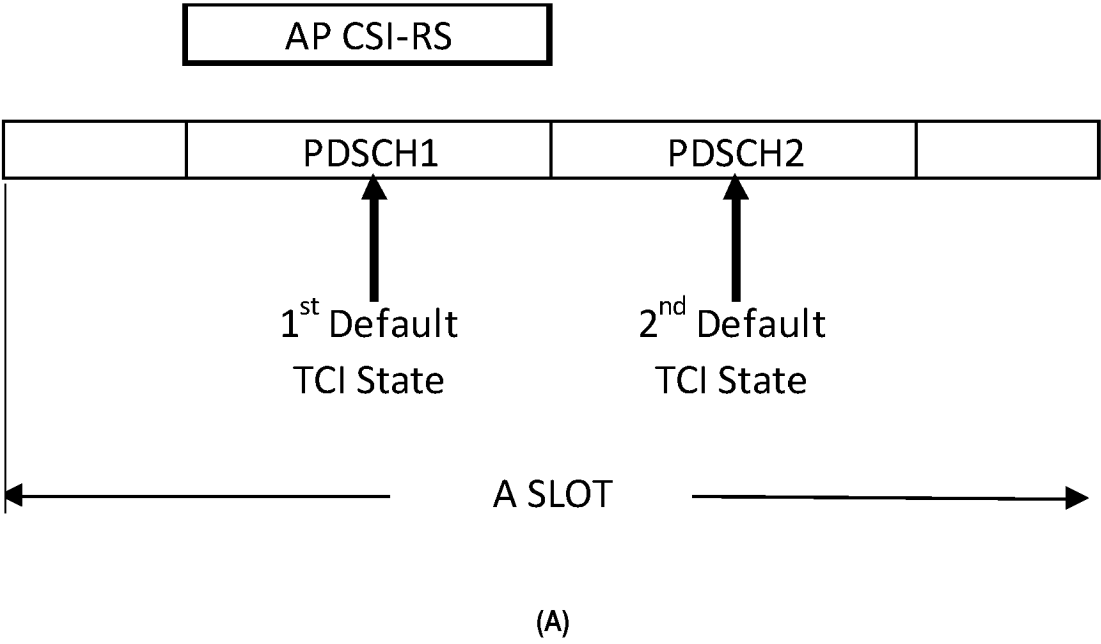 AP CSI-RS
PDSCH1 PDSCH2
1st Default 2nd Default
TCI State TCI State
A SLOT
(A)